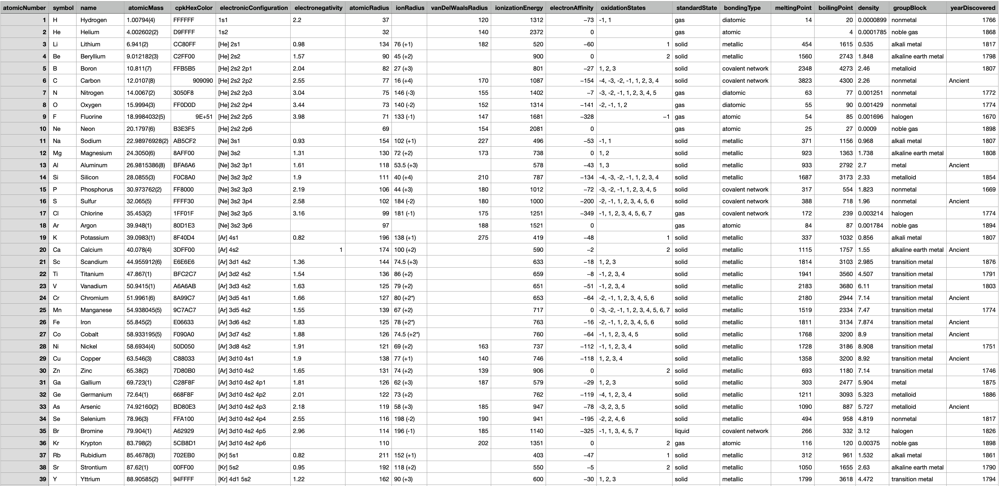 atomicNumber symbol name atomicMass cpkHexColor electronicConfiguration electronegativity atomicRadius ionRadius vanDelWaalsRadius ionizationEnergy electronAffinity oxidationStates standardState bondingType meltingPoint boilingPoint density groupBlock yearDiscovered
1 H Hydrogen 1.00794(4) FFFFFF 1s1 2.2 37 120 1312 −73 -1, 1 gas diatomic 14 20 0.0000899 nonmetal 1766
2 He Helium 4.002602(2) D9FFFF 1s2 32 140 2372 0 gas atomic 4 0.0001785 noble gas 1868
3 Li Lithium 6.941(2) CC80FF [He] 2s1 0.98 134 76 (+1) 182 520 −60 1 solid metallic 454 1615 0.535 alkali metal 1817
4 Be Beryllium 9.012182(3) C2FF00 [He] 2s2 1.57 90 45 (+2) 900 0 2 solid metallic 1560 2743 1.848 alkaline earth metal 1798
5 B Boron 10.811(7) FFB5B5 [He] 2s2 2p1 2.04 82 27 (+3) 801 −27 1, 2, 3 solid covalent network 2348 4273 2.46 metalloid 1807
6 C Carbon 12.0107(8) 909090 [He] 2s2 2p2 2.55 77 16 (+4) 170 1087 −154 -4, -3, -2, -1, 1, 2, 3, 4 solid covalent network 3823 4300 2.26 nonmetal Ancient
7 N Nitrogen 14.0067(2) 3050F8 [He] 2s2 2p3 3.04 75 146 (-3) 155 1402 −7 -3, -2, -1, 1, 2, 3, 4, 5 gas diatomic 63 77 0.001251 nonmetal 1772
8 O Oxygen 15.9994(3) FF0D0D [He] 2s2 2p4 3.44 73 140 (-2) 152 1314 −141 -2, -1, 1, 2 gas diatomic 55 90 0.001429 nonmetal 1774
9 F Fluorine 18.9984032(5) 9E+51 [He] 2s2 2p5 3.98 71 133 (-1) 147 1681 −328 −1 gas atomic 54 85 0.001696 halogen 1670
10 Ne Neon 20.1797(6) B3E3F5 [He] 2s2 2p6 69 154 2081 0 gas atomic 25 27 0.0009 noble gas 1898
11 Na Sodium 22.98976928(2) AB5CF2 [Ne] 3s1 0.93 154 102 (+1) 227 496 −53 -1, 1 solid metallic 371 1156 0.968 alkali metal 1807
12 Mg Magnesium 24.3050(6) 8AFF00 [Ne] 3s2 1.31 130 72 (+2) 173 738 0 1, 2 solid metallic 923 1363 1.738 alkaline earth metal 1808
13 Al Aluminum 26.9815386(8) BFA6A6 [Ne] 3s2 3p1 1.61 118 53.5 (+3) 578 −43 1, 3 solid metallic 933 2792 2.7 metal Ancient
14 Si Silicon 28.0855(3) F0C8A0 [Ne] 3s2 3p2 1.9 111 40 (+4) 210 787 −134 -4, -3, -2, -1, 1, 2, 3, 4 solid metallic 1687 3173 2.33 metalloid 1854
15 P Phosphorus 30.973762(2) FF8000 [Ne] 3s2 3p3 2.19 106 44 (+3) 180 1012 −72 -3, -2, -1, 1, 2, 3, 4, 5 solid covalent network 317 554 1.823 nonmetal 1669
16 S Sulfur 32.065(5) FFFF30 [Ne] 3s2 3p4 2.58 102 184 (-2) 180 1000 −200 -2, -1, 1, 2, 3, 4, 5, 6 solid covalent network 388 718 1.96 nonmetal Ancient
17 Cl Chlorine 35.453(2) 1FF01F [Ne] 3s2 3p5 3.16 99 181 (-1) 175 1251 −349 -1, 1, 2, 3, 4, 5, 6, 7 gas covalent network 172 239 0.003214 halogen 1774
18 Ar Argon 39.948(1) 80D1E3 [Ne] 3s2 3p6 97 188 1521 0 gas atomic 84 87 0.001784 noble gas 1894
19 K Potassium 39.0983(1) 8F40D4 [Ar] 4s1 0.82 196 138 (+1) 275 419 −48 1 solid metallic 337 1032 0.856 alkali metal 1807
20 Ca Calcium 40.078(4) 3DFF00 [Ar] 4s2 1 174 100 (+2) 590 −2 2 solid metallic 1115 1757 1.55 alkaline earth metal Ancient
21 Sc Scandium 44.955912(6) E6E6E6 [Ar] 3d1 4s2 1.36 144 74.5 (+3) 633 −18 1, 2, 3 solid metallic 1814 3103 2.985 transition metal 1876
22 Ti Titanium 47.867(1) BFC2C7 [Ar] 3d2 4s2 1.54 136 86 (+2) 659 −8 -1, 2, 3, 4 solid metallic 1941 3560 4.507 transition metal 1791
23 V Vanadium 50.9415(1) A6A6AB [Ar] 3d3 4s2 1.63 125 79 (+2) 651 −51 -1, 2, 3, 4 solid metallic 2183 3680 6.11 transition metal 1803
24 Cr Chromium 51.9961(6) 8A99C7 [Ar] 3d5 4s1 1.66 127 80 (+2*) 653 −64 -2, -1, 1, 2, 3, 4, 5, 6 solid metallic 2180 2944 7.14 transition metal Ancient
25 Mn Manganese 54.938045(5) 9C7AC7 [Ar] 3d5 4s2 1.55 139 67 (+2) 717 0 -3, -2, -1, 1, 2, 3, 4, 5, 6, 7 solid metallic 1519 2334 7.47 transition metal 1774
26 Fe Iron 55.845(2) E06633 [Ar] 3d6 4s2 1.83 125 78 (+2*) 763 −16 -2, -1, 1, 2, 3, 4, 5, 6 solid metallic 1811 3134 7.874 transition metal Ancient
27 Co Cobalt 58.933195(5) F090A0 [Ar] 3d7 4s2 1.88 126 74.5 (+2*) 760 −64 -1, 1, 2, 3, 4, 5 solid metallic 1768 3200 8.9 transition metal Ancient
28 Ni Nickel 58.6934(4) 50D050 [Ar] 3d8 4s2 1.91 121 69 (+2) 163 737 −112 -1, 1, 2, 3, 4 solid metallic 1728 3186 8.908 transition metal 1751
29 Cu Copper 63.546(3) C88033 [Ar] 3d10 4s1 1.9 138 77 (+1) 140 746 −118 1, 2, 3, 4 solid metallic 1358 3200 8.92 transition metal Ancient
30 Zn Zinc 65.38(2) 7D80B0 [Ar] 3d10 4s2 1.65 131 74 (+2) 139 906 0 2 solid metallic 693 1180 7.14 transition metal 1746
31 Ga Gallium 69.723(1) C28F8F [Ar] 3d10 4s2 4p1 1.81 126 62 (+3) 187 579 −29 1, 2, 3 solid metallic 303 2477 5.904 metal 1875
32 Ge Germanium 72.64(1) 668F8F [Ar] 3d10 4s2 4p2 2.01 122 73 (+2) 762 −119 -4, 1, 2, 3, 4 solid metallic 1211 3093 5.323 metalloid 1886
33 As Arsenic 74.92160(2) BD80E3 [Ar] 3d10 4s2 4p3 2.18 119 58 (+3) 185 947 −78 -3, 2, 3, 5 solid metallic 1090 887 5.727 metalloid Ancient
34 Se Selenium 78.96(3) FFA100 [Ar] 3d10 4s2 4p4 2.55 116 198 (-2) 190 941 −195 -2, 2, 4, 6 solid metallic 494 958 4.819 nonmetal 1817
35 Br Bromine 79.904(1) A62929 [Ar] 3d10 4s2 4p5 2.96 114 196 (-1) 185 1140 −325 -1, 1, 3, 4, 5, 7 liquid covalent network 266 332 3.12 halogen 1826
36 Kr Krypton 83.798(2) 5CB8D1 [Ar] 3d10 4s2 4p6 110 202 1351 0 2 gas atomic 116 120 0.00375 noble gas 1898
37 Rb Rubidium 85.4678(3) 702EB0 [Kr] 5s1 0.82 211 152 (+1) 403 −47 1 solid metallic 312 961 1.532 alkali metal 1861
38 Sr Strontium 87.62(1) 00FF00 [Kr] 5s2 0.95 192 118 (+2) 550 −5 2 solid metallic 1050 1655 2.63 alkaline earth metal 1790
39 Y Yttrium 88.90585(2) 94FFFF [Kr] 4d1 5s2 1.22 162 90 (+3) 600 −30 1, 2, 3 solid metallic 1799 3618 4.472 transition metal 1794